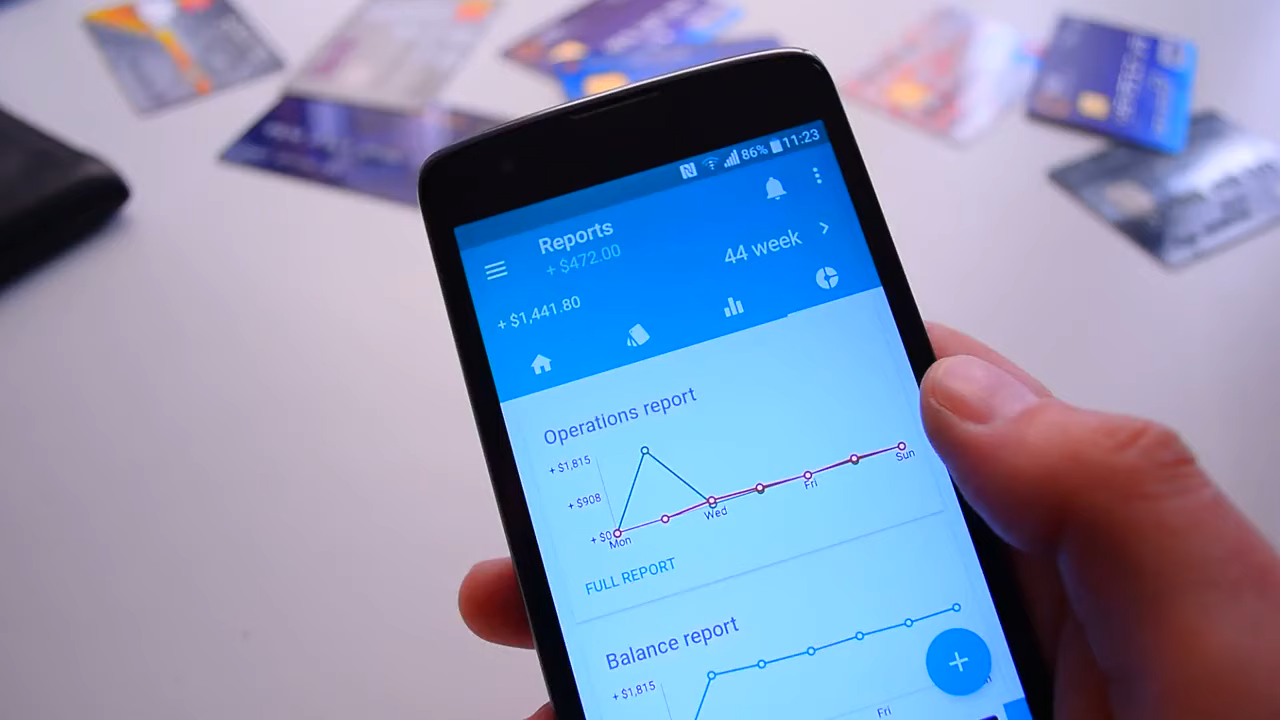 86% 11:23
Reports
+ $472.00
44 week
+ $1,441.80
Operations report
+ $1,815
+ $908
+ $0
Mon
Wed
Fri
Sun
FULL REPORT
Balance report
+ $1,815
Fri